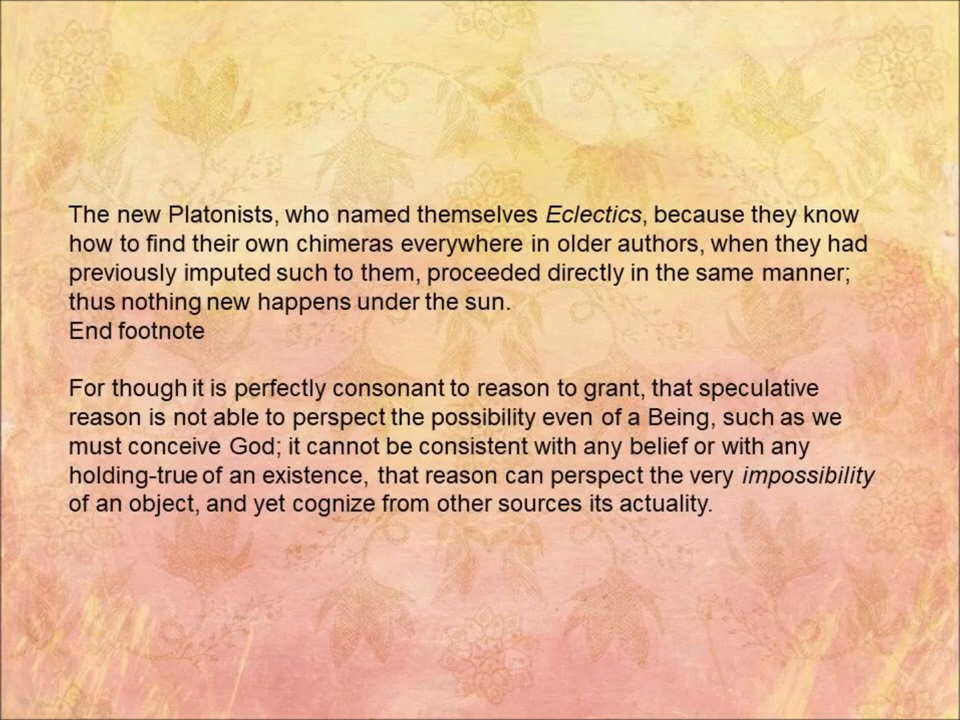 The new Platonists, who named themselves Eclectics, because they know
how to find their own chimeras everywhere in older authors, when they had
previously imputed such to them, proceeded directly in the same manner;
thus nothing new happens under the sun.
End footnote
For though it is perfectly consonant to reason to grant, that speculative
reason is not able to perspect the possibility even of a Being, such as we
must conceive God; it cannot be consistent with any belief or with any
holding-true of an existence, that reason can perspect the very impossibility
of an object, and yet cognize from other sources its actuality.